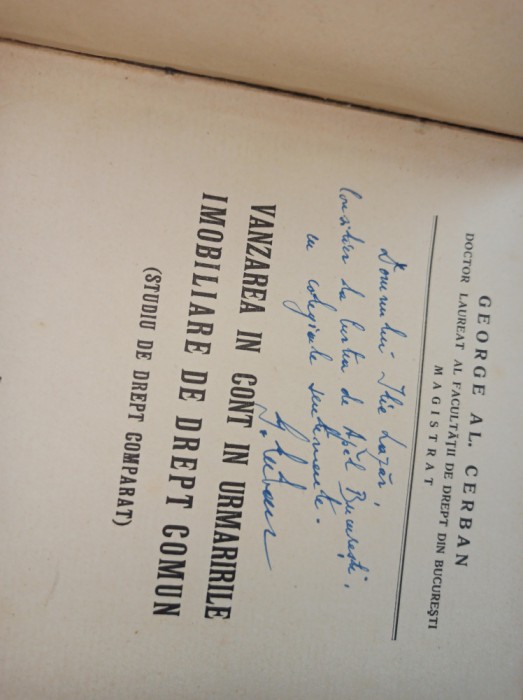 GEORGE AL. CERBAN
DOCTOR LAUREAT AL FACULTĂȚII DE DREPT DIN BUCUREȘTI
MAGISTRAT
Domnului Ilie Lazăr,
Consilier la Curtea de Apel București,
cu colegiale sentimente.
VANZAREA IN CONT IN URMARIRILE
IMOBILIARE DE DREPT COMUN
(STUDIU DE DREPT COMPARAT)